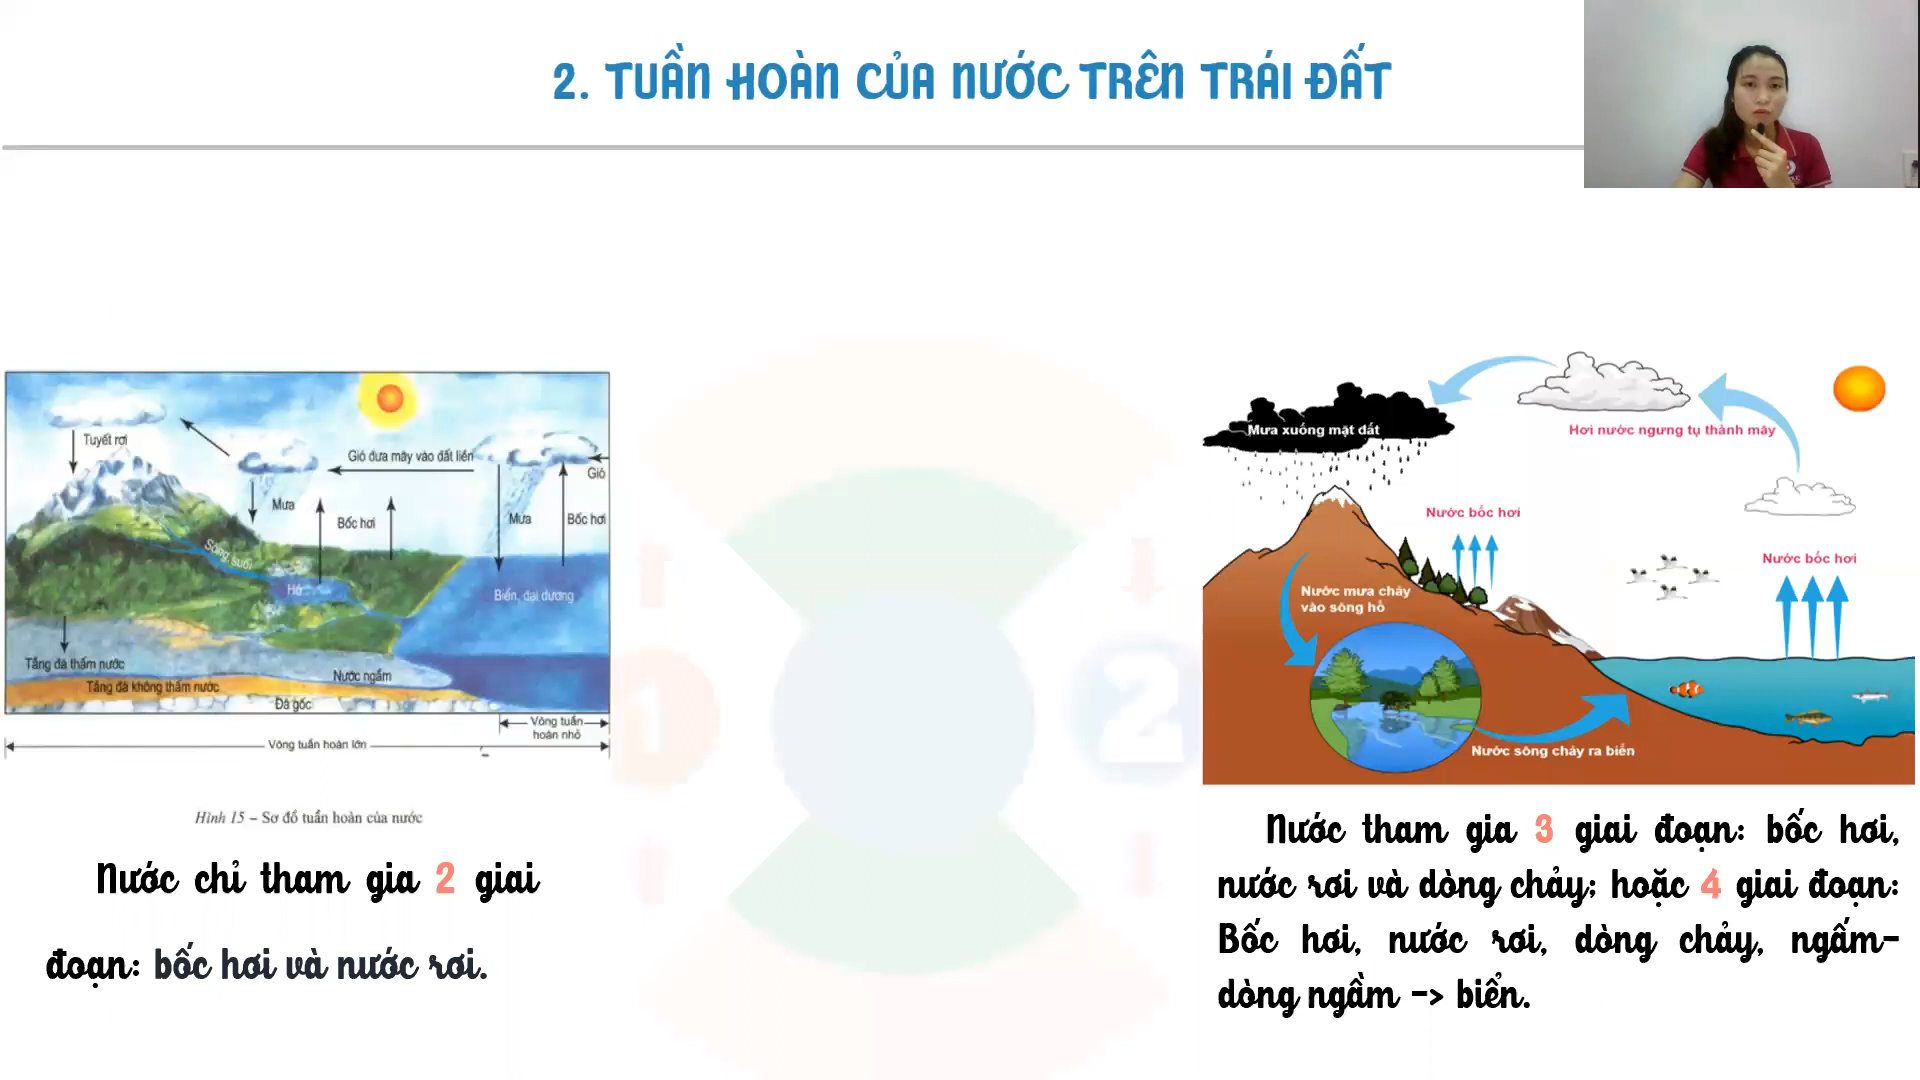 2. TUẦN HOÀN CỦA NƯỚC TRÊN TRÁI ĐẤT
Tuyết rơi
Gió đưa mây vào đất liền
Gió
Mưa
Bốc hơi
Mưa
Bốc hơi
Sông, suối
Hồ
Biển, đại dương
Tầng đá thấm nước
Nước ngầm
Tầng đá không thấm nước
Đá gốc
Vòng tuần
hoàn nhỏ
Vòng tuần hoàn lớn
Hình 15 – Sơ đồ tuần hoàn của nước
Nước chỉ tham gia 2 giai
đoạn: bốc hơi và nước rơi.
1
2
Mưa xuống mặt đất
Hơi nước ngưng tụ thành mây
Nước bốc hơi
Nước bốc hơi
Nước mưa chảy
vào sông hồ
Nước sông chảy ra biển
Nước tham gia 3 giai đoạn: bốc hơi,
nước rơi và dòng chảy; hoặc 4 giai đoạn:
Bốc hơi, nước rơi, dòng chảy, ngấm-
dòng ngầm -> biển.